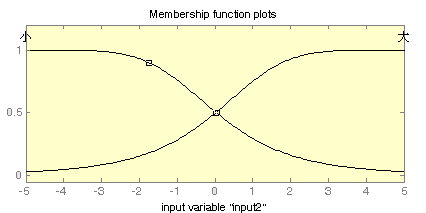 Membership function plots
小 大
1
0.5
0
-5 -4 -3 -2 -1 0 1 2 3 4 5
input variable "input2"